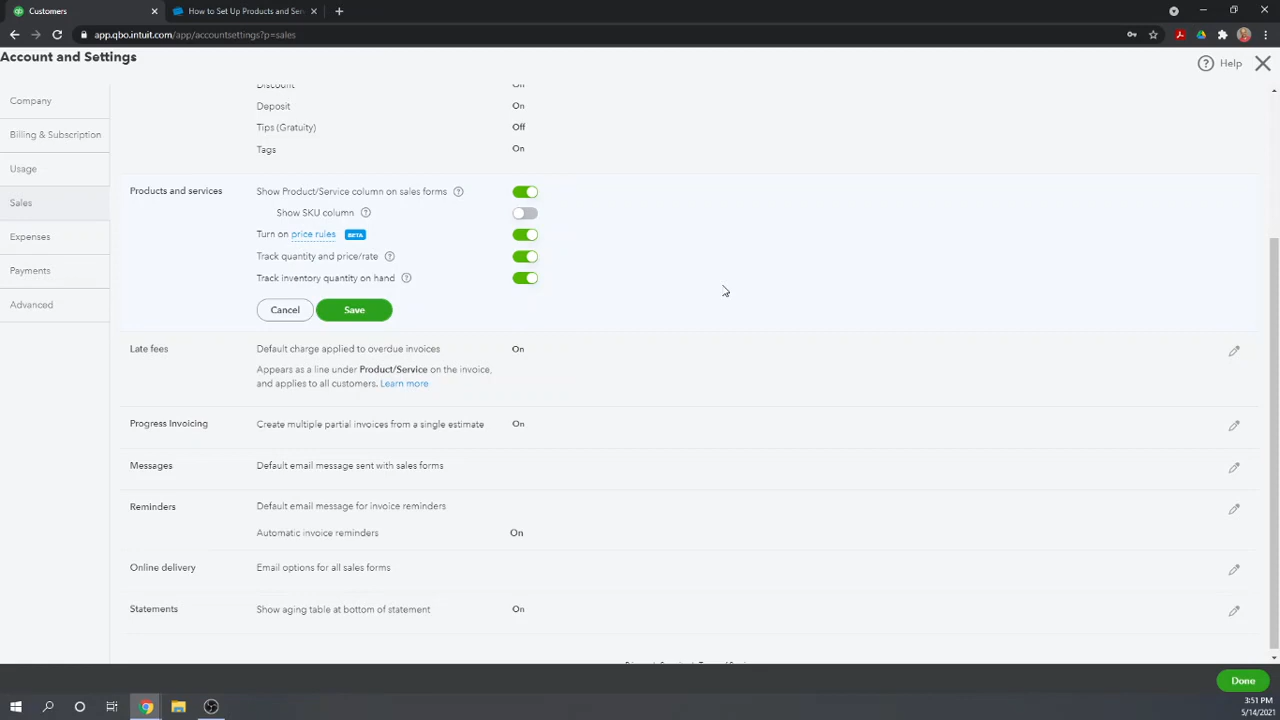 Customers
How to Set Up Products and Ser
app.qbo.intuit.com/app/accountsettings?p=sales
Account and Settings
Help
Company
Billing & Subscription
Usage
Sales
Expenses
Payments
Advanced
Discount On
Deposit On
Tips (Gratuity) Off
Tags On
Products and services
Show Product/Service column on sales forms
Show SKU column
Turn on price rules BETA
Track quantity and price/rate
Track inventory quantity on hand
Cancel Save
Late fees Default charge applied to overdue invoices On
Appears as a line under Product/Service on the invoice,
and applies to all customers. Learn more
Progress Invoicing Create multiple partial invoices from a single estimate On
Messages Default email message sent with sales forms
Reminders Default email message for invoice reminders
Automatic invoice reminders On
Online delivery Email options for all sales forms
Statements Show aging table at bottom of statement On
Done
3:51 PM
5/14/2021